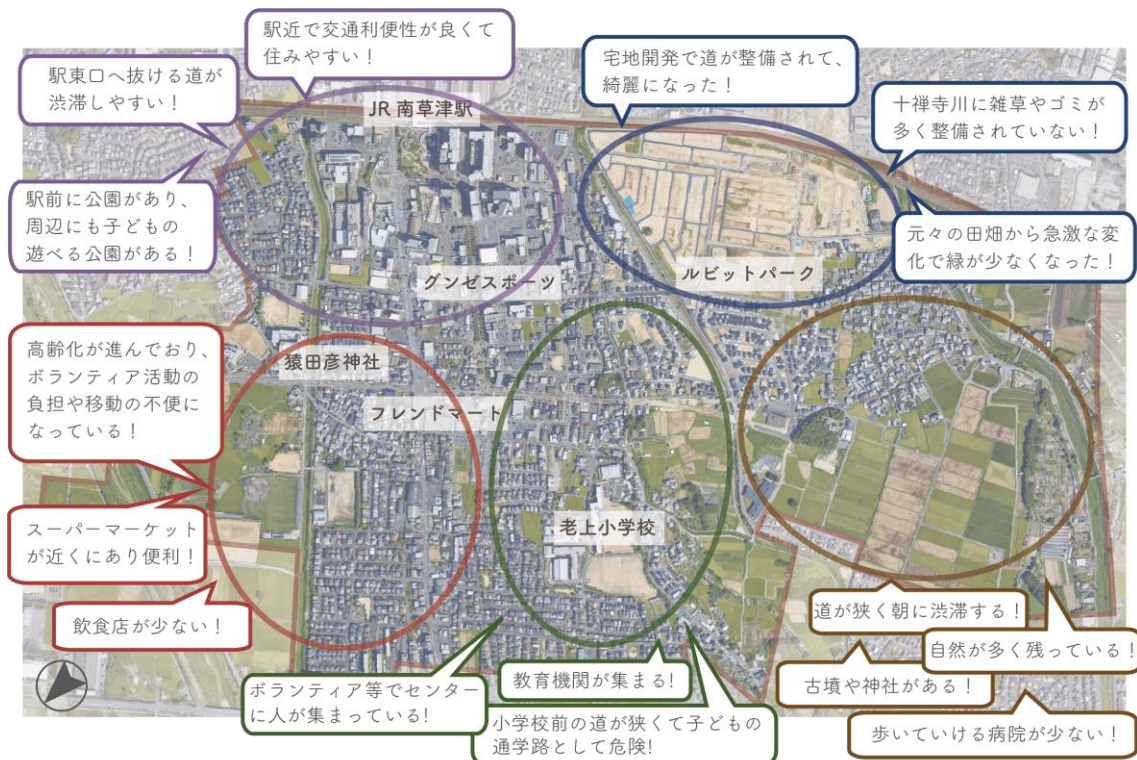 駅近で交通利便性が良くて
住みやすい！
駅東口へ抜ける道が
渋滞しやすい！
宅地開発で道が整備されて、
綺麗になった！
十禅寺川に雑草やゴミが
多く整備されていない！
JR 南草津駅
駅前に公園があり、
周辺にも子どもの
遊べる公園がある！
元々の田畑から急激な変
化で緑が少なくなった！
グンゼスポーツ
ルビットパーク
高齢化が進んでおり、
ボランティア活動の
負担や移動の不便に
なっている！
猿田彦神社
フレンドマート
スーパーマーケット
が近くにあり便利！
老上小学校
飲食店が少ない！
道が狭く朝に渋滞する！
自然が多く残っている！
教育機関が集まる!
古墳や神社がある！
ボランティア等でセンター
に人が集まっている!
小学校前の道が狭くて子どもの
通学路として危険!
歩いていける病院が少ない！